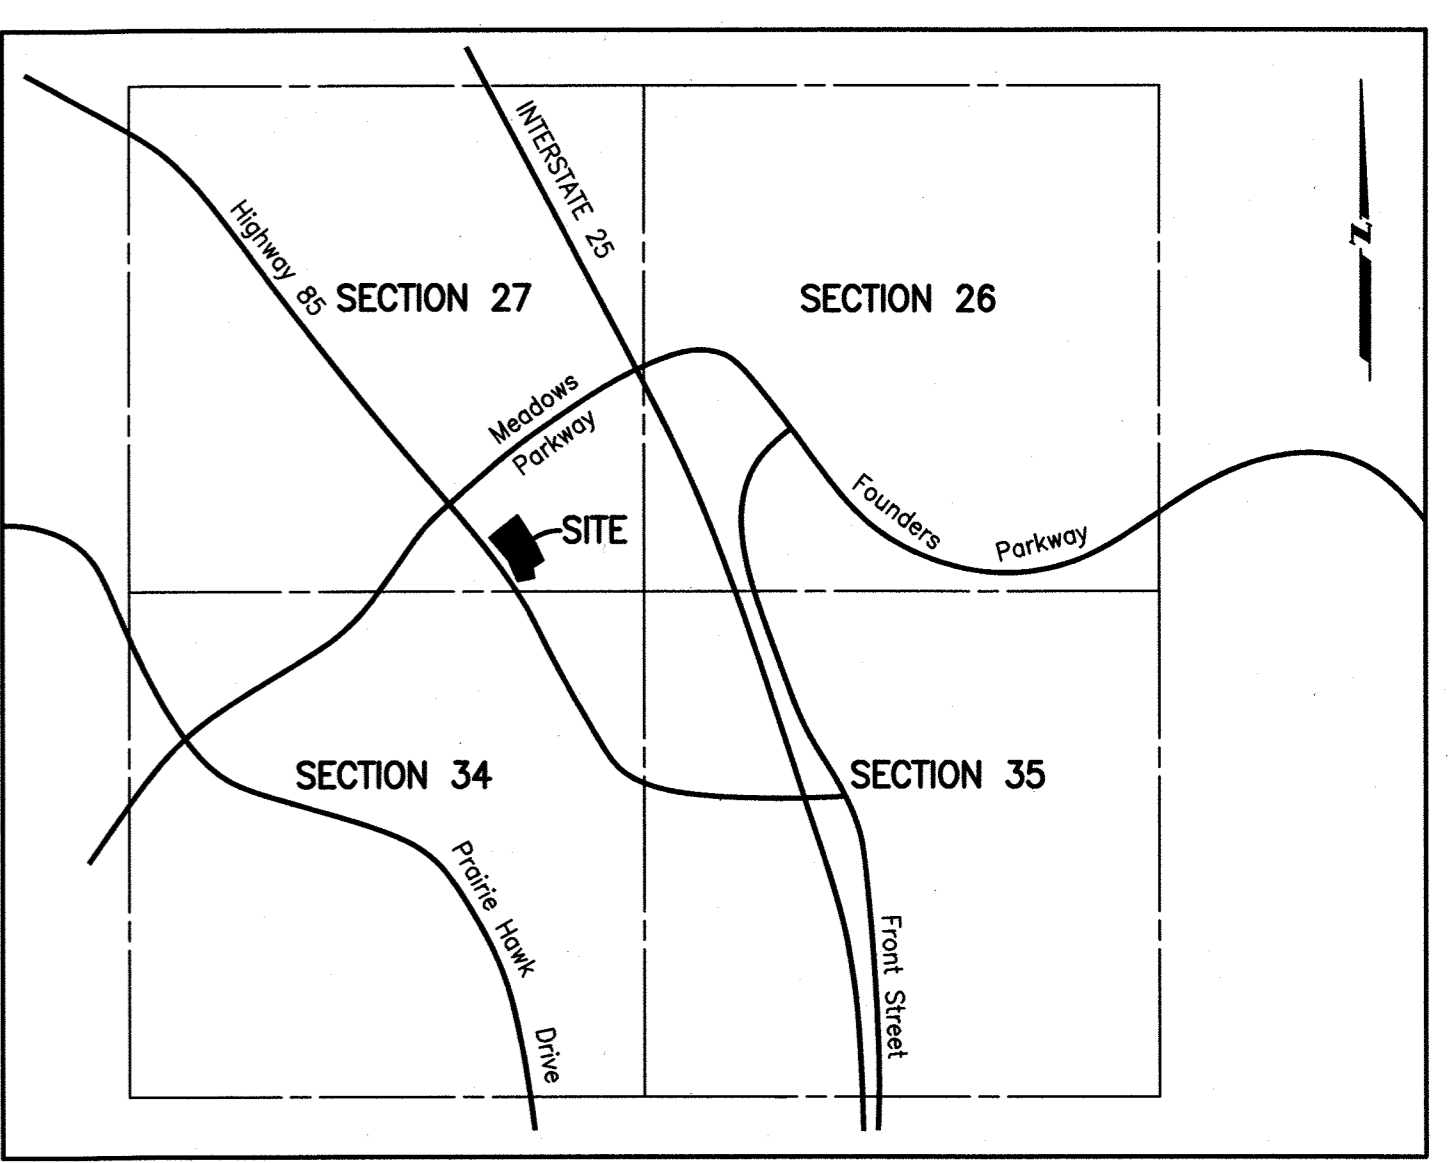 INTERSTATE 25
Highway 85
SECTION 27
SECTION 26
N
Meadows
Parkway
Founders
Parkway
SITE
SECTION 34
SECTION 35
Prairie Hawk
Drive
Front Street